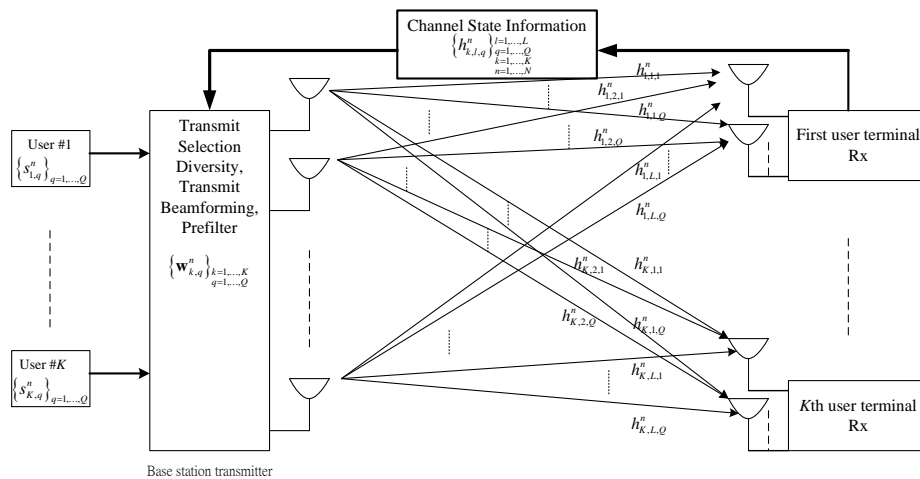 Channel State Information
{h^n_{k,l,q}} l=1,…,L
q=1,…,Q
k=1,…,K
n=1,…,N
User #1
{s^n_{1,q}} q=1,…,Q
User #K
{s^n_{K,q}} q=1,…,Q
Transmit
Selection
Diversity,
Transmit
Beamforming,
Prefilter
{w^n_{k,q}} k=1,…,K
q=1,…,Q
Base station transmitter
h^n_{1,1,1}
h^n_{1,2,1}
h^n_{1,1,Q}
h^n_{1,2,Q}
h^n_{1,L,1}
h^n_{1,L,Q}
h^n_{K,2,1}
h^n_{K,1,1}
h^n_{K,2,Q}
h^n_{K,1,Q}
h^n_{K,L,1}
h^n_{K,L,Q}
First user terminal
Rx
Kth user terminal
Rx